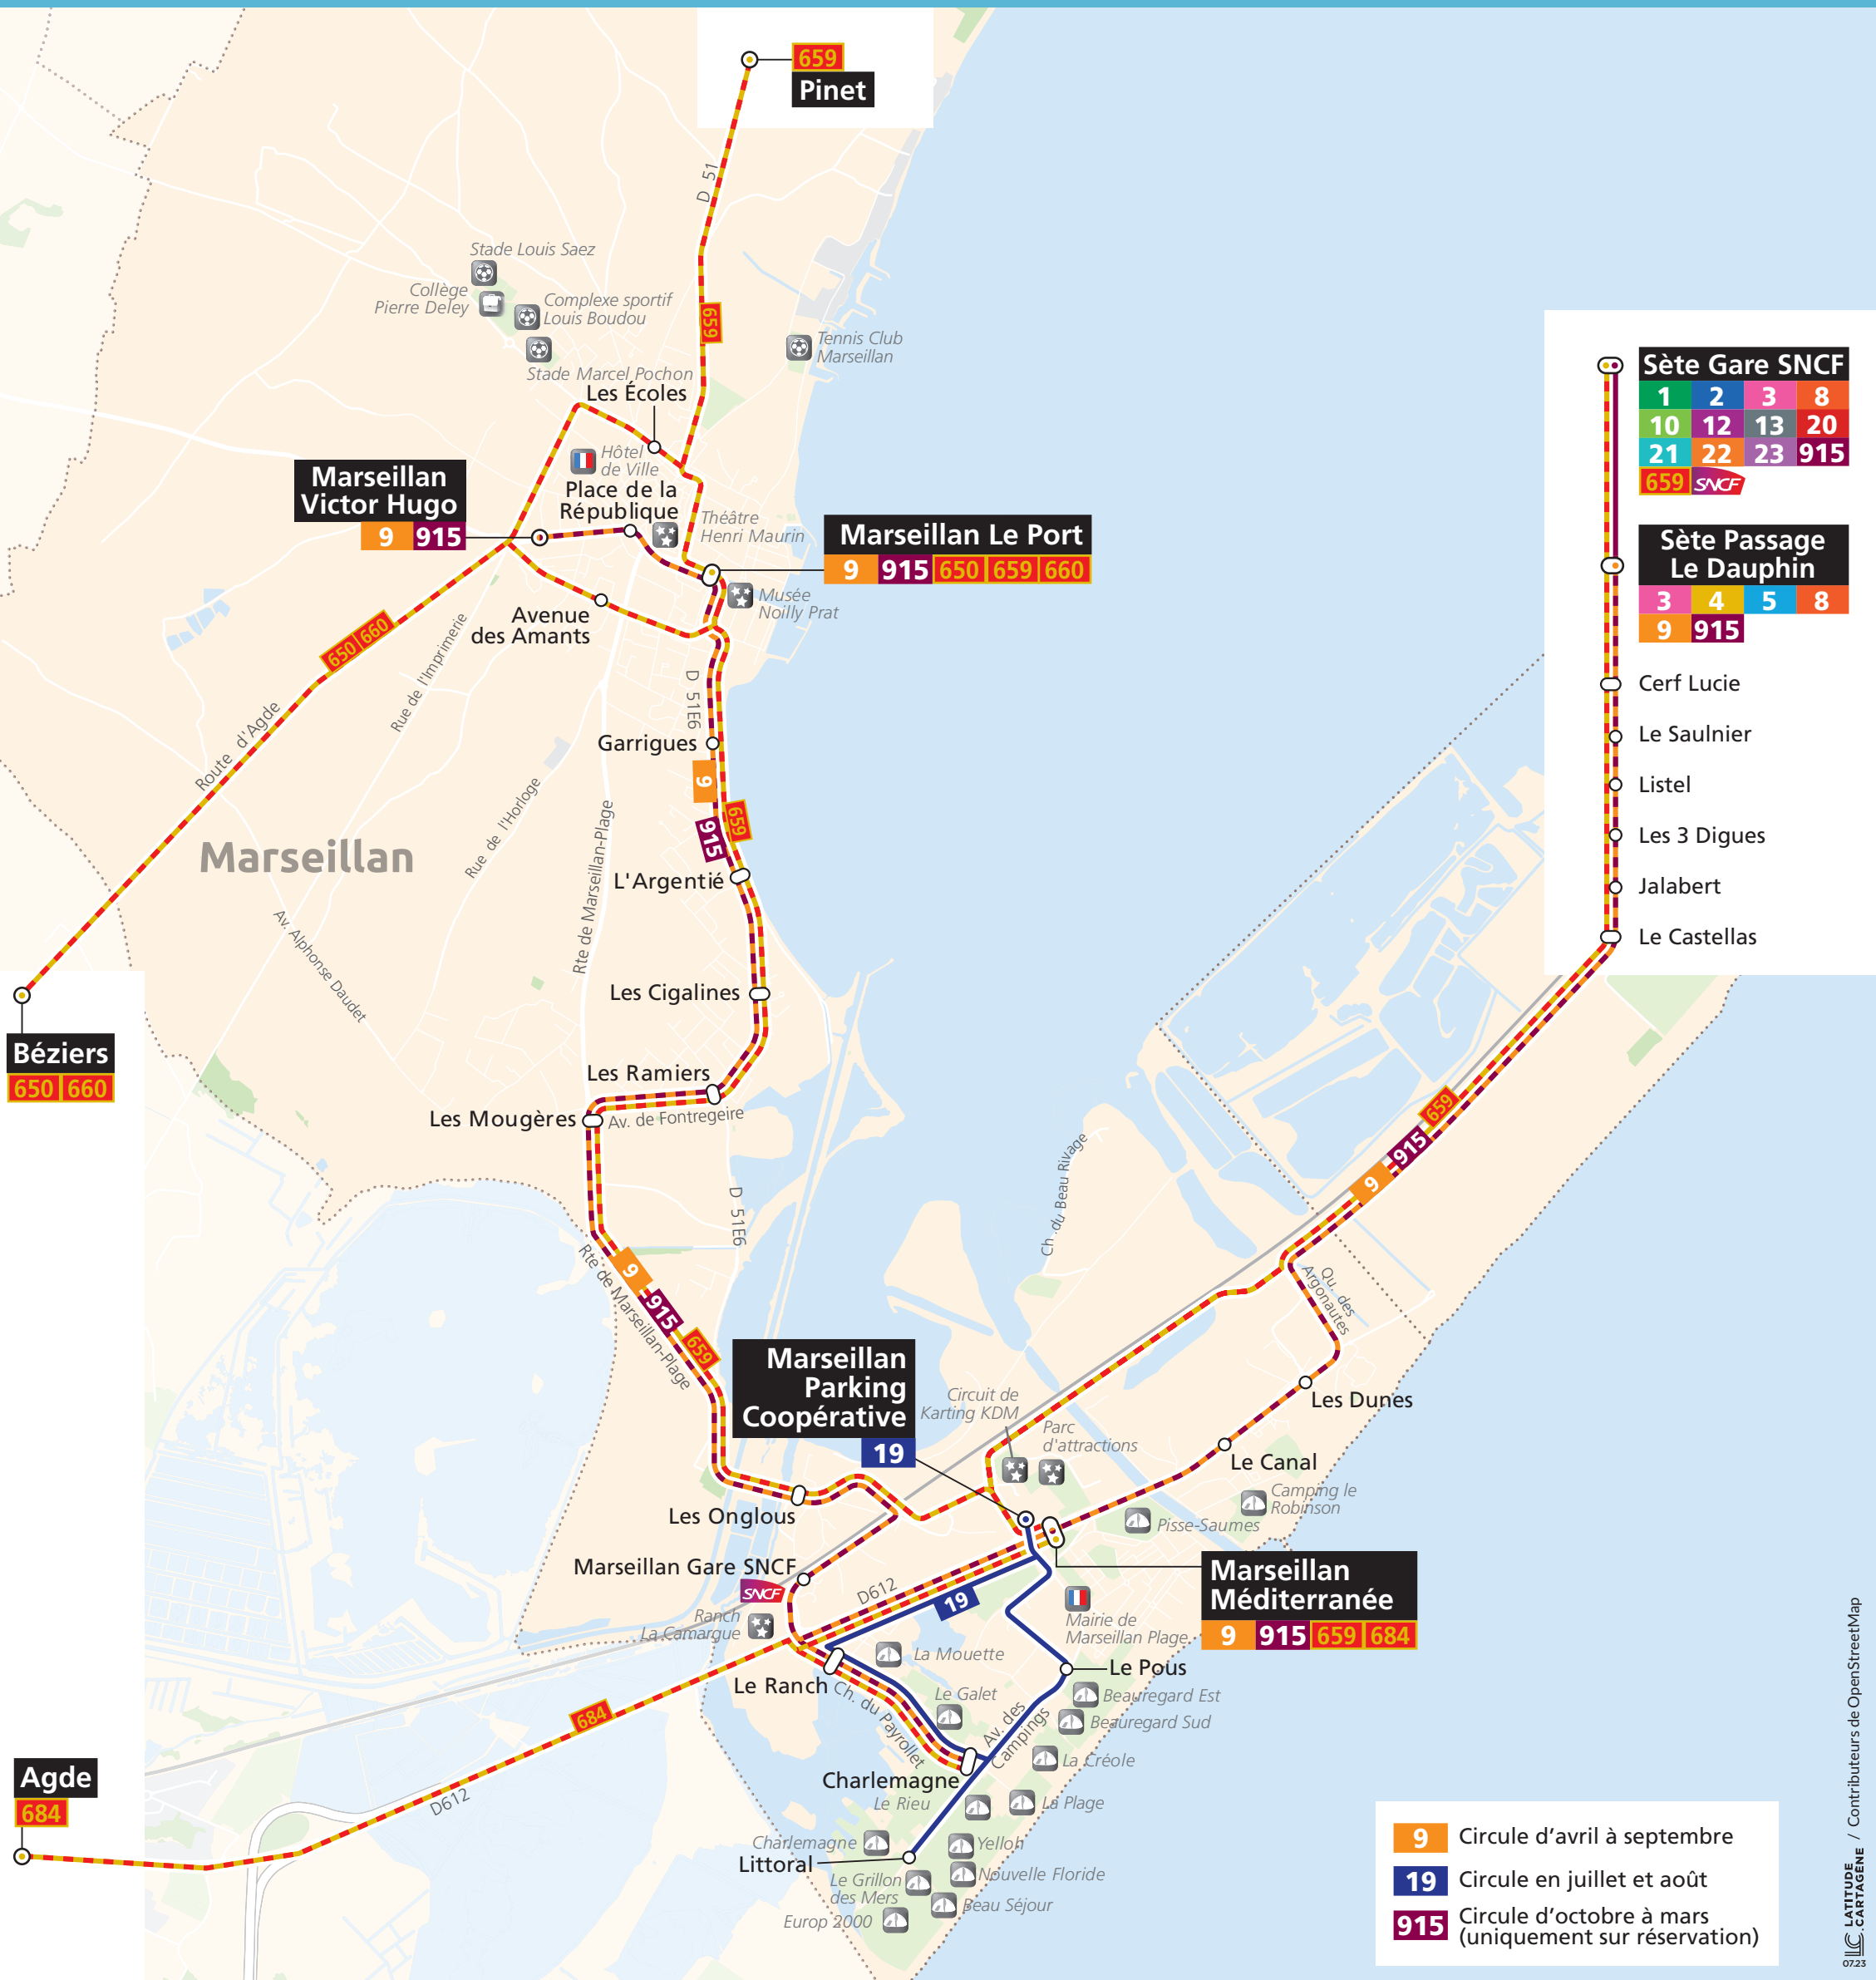 659
Pinet
D 51
Stade Louis Saez
Collège
Pierre Deley
Complexe sportif
Louis Boudou
Stade Marcel Pochon
659
Tennis Club
Marseillan
Les Écoles
Hôtel
de Ville
Marseillan
Victor Hugo
9 915
Place de la
République
Théâtre
Henri Maurin
Marseillan Le Port
9 915 650 659 660
Musée
Noilly Prat
Avenue
des Amants
650 660
Route d'Agde
Rue de l'Imprimerie
Rue de l'Horloge
Rte de Marseillan-Plage
Av. Alphonse Daudet
Marseillan
D 51E6
Garrigues
9
915
659
L'Argentié
Les Cigalines
Les Ramiers
Les Mougères
Av. de Fontregeire
D 51E6
Béziers
650 660
Sète Gare SNCF
1 2 3 8
10 12 13 20
21 22 23 915
659 SNCF
Sète Passage
Le Dauphin
3 4 5 8
9 915
Cerf Lucie
Le Saulnier
Listel
Les 3 Digues
Jalabert
Le Castellas
659
915
9
Ch. du Beau Rivage
Qu. des
Argonautes
9
915
659
Rte de Marseillan-Plage
Marseillan
Parking
Coopérative
19
Circuit de
Karting KDM
Parc
d'attractions
Les Dunes
Le Canal
Camping le
Robinson
Pisse-Saumes
Les Onglous
Marseillan Gare SNCF
SNCF
D612
19
Ranch
La Camargue
Marseillan
Méditerranée
9 915 659 684
Mairie de
Marseillan Plage
La Mouette
Le Pous
Le Ranch
Ch. du Payrollet
Le Galet
Av. des
Campings
Beauregard Est
Beauregard Sud
La Créole
Charlemagne
Le Rieu
La Plage
Charlemagne
Yelloh
Littoral
Nouvelle Floride
Le Grillon
des Mers
Beau Séjour
Europ 2000
684
D612
Agde
684
9 Circule d'avril à septembre
19 Circule en juillet et août
915 Circule d'octobre à mars
(uniquement sur réservation)
LATITUDE
CARTAGÈNE / Contributeurs de OpenStreetMap
07.23